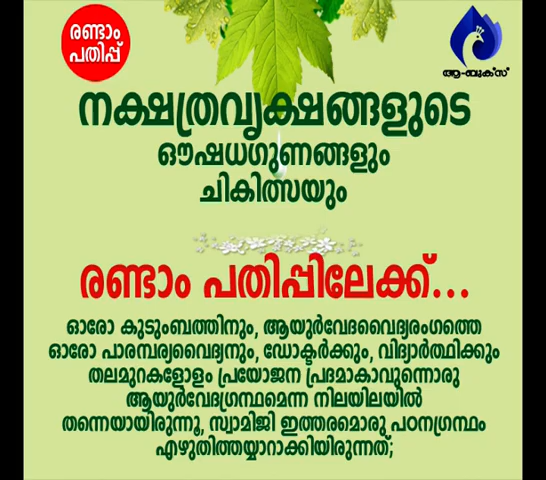 രണ്ടാം
പതിപ്പ്
ആ-ബുക്സ്
നക്ഷത്രവൃക്ഷങ്ങളുടെ
ഔഷധഗുണങ്ങളും
ചികിത്സയും
രണ്ടാം പതിപ്പിലേക്ക്...
ഓരോ കുടുംബത്തിനും, ആയുർവേദവൈദ്യരംഗത്തെ
ഓരോ പാരമ്പര്യവൈദ്യനും, ഡോക്ടർക്കും, വിദ്യാർത്ഥിക്കും
തലമുറകളോളം പ്രയോജന പ്രദമാകാവുന്നൊരു
ആയുർവേദഗ്രന്ഥമെന്ന നിലയിലയിൽ
തന്നെയായിരുന്നൂ, സ്വാമിജി ഇത്തരമൊരു പഠനഗ്രന്ഥം
എഴുതിത്തയ്യാറാക്കിയിരുന്നത്;